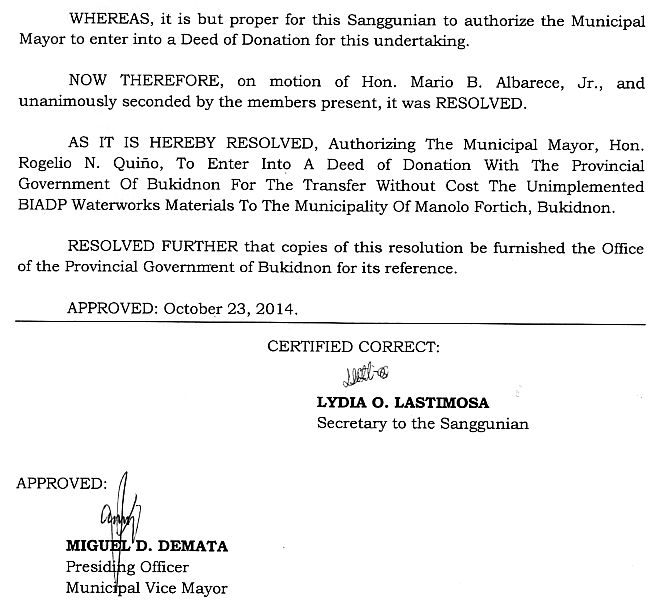 WHEREAS, it is but proper for this Sanggunian to authorize the Municipal
Mayor to enter into a Deed of Donation for this undertaking.
NOW THEREFORE, on motion of Hon. Mario B. Albarece, Jr., and
unanimously seconded by the members present, it was RESOLVED.
AS IT IS HEREBY RESOLVED, Authorizing The Municipal Mayor, Hon.
Rogelio N. Quiño, To Enter Into A Deed of Donation With The Provincial
Government Of Bukidnon For The Transfer Without Cost The Unimplemented
BIADP Waterworks Materials To The Municipality Of Manolo Fortich, Bukidnon.
RESOLVED FURTHER that copies of this resolution be furnished the Office
of the Provincial Government of Bukidnon for its reference.
APPROVED: October 23, 2014.
CERTIFIED CORRECT:
LYDIA O. LASTIMOSA
Secretary to the Sanggunian
APPROVED:
MIGUEL D. DEMATA
Presiding Officer
Municipal Vice Mayor